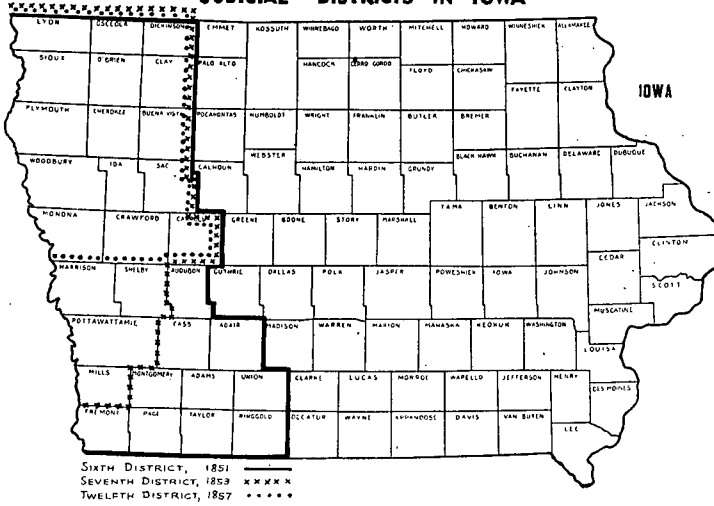 JUDICIAL DISTRICTS IN IOWA
LYON OSCEOLA DICKINSON EMMET KOSSUTH WINNEBAGO WORTH MITCHELL HOWARD WINNESHIEK ALLAMAKEE
SIOUX O'BRIEN CLAY PALO ALTO HANCOCK CERRO GORDO FLOYD CHICKASAW
IOWA
FAYETTE CLAYTON
PLYMOUTH CHEROKEE BUENA VISTA POCAHONTAS HUMBOLDT WRIGHT FRANKLIN BUTLER BREMER
WOODBURY IDA SAC CALHOUN WEBSTER HAMILTON HARDIN GRUNDY BLACK HAWK BUCHANAN DELAWARE DUBUQUE
MONONA CRAWFORD CARROLL GREENE BOONE STORY MARSHALL TAMA BENTON LINN JONES JACKSON
CLINTON
CEDAR
HARRISON SHELBY AUDUBON GUTHRIE DALLAS POLK JASPER POWESHIEK IOWA JOHNSON SCOTT
MUSCATINE
POTTAWATTAMIE CASS ADAIR MADISON WARREN MARION MAHASKA KEOKUK WASHINGTON
LOUISA
MILLS MONTGOMERY ADAMS UNION CLARKE LUCAS MONROE WAPELLO JEFFERSON HENRY
DES MOINES
FREMONT PAGE TAYLOR RINGGOLD DECATUR WAYNE APPANOOSE DAVIS VAN BUREN LEE
SIXTH DISTRICT, 1851
SEVENTH DISTRICT, 1853
TWELFTH DISTRICT, 1857